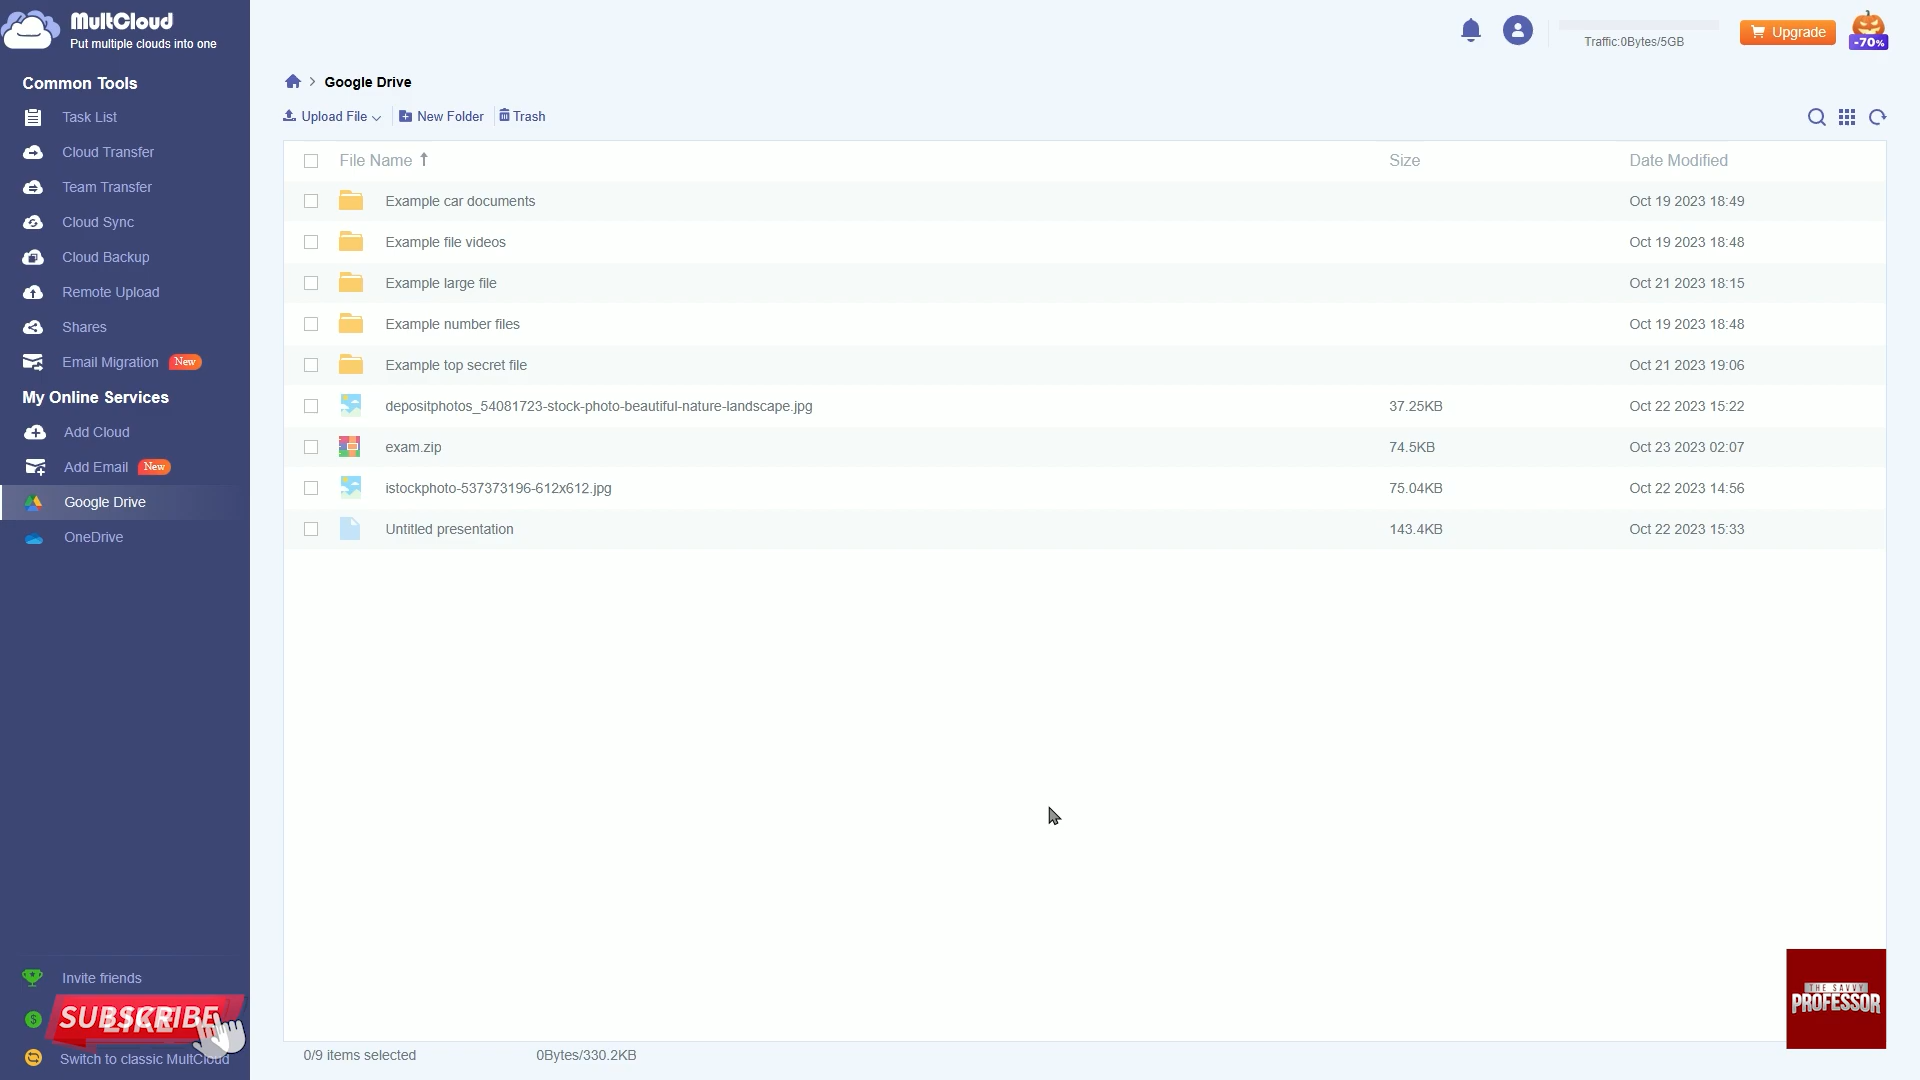 MultCloud
Put multiple clouds into one
Traffic:0Bytes/5GB
Upgrade
-70%
Common Tools
Task List
Cloud Transfer
Team Transfer
Cloud Sync
Cloud Backup
Remote Upload
Shares
Email Migration New
My Online Services
Add Cloud
Add Email New
Google Drive
OneDrive
Invite friends
SUBSCRIBE
Switch to classic MultCloud
Google Drive
Upload File New Folder Trash
File Name Size Date Modified
Example car documents Oct 19 2023 18:49
Example file videos Oct 19 2023 18:48
Example large file Oct 21 2023 18:15
Example number files Oct 19 2023 18:48
Example top secret file Oct 21 2023 19:06
depositphotos_54081723-stock-photo-beautiful-nature-landscape.jpg 37.25KB Oct 22 2023 15:22
exam.zip 74.5KB Oct 23 2023 02:07
istockphoto-537373196-612x612.jpg 75.04KB Oct 22 2023 14:56
Untitled presentation 143.4KB Oct 22 2023 15:33
THE SAVVY
PROFESSOR
0/9 items selected 0Bytes/330.2KB